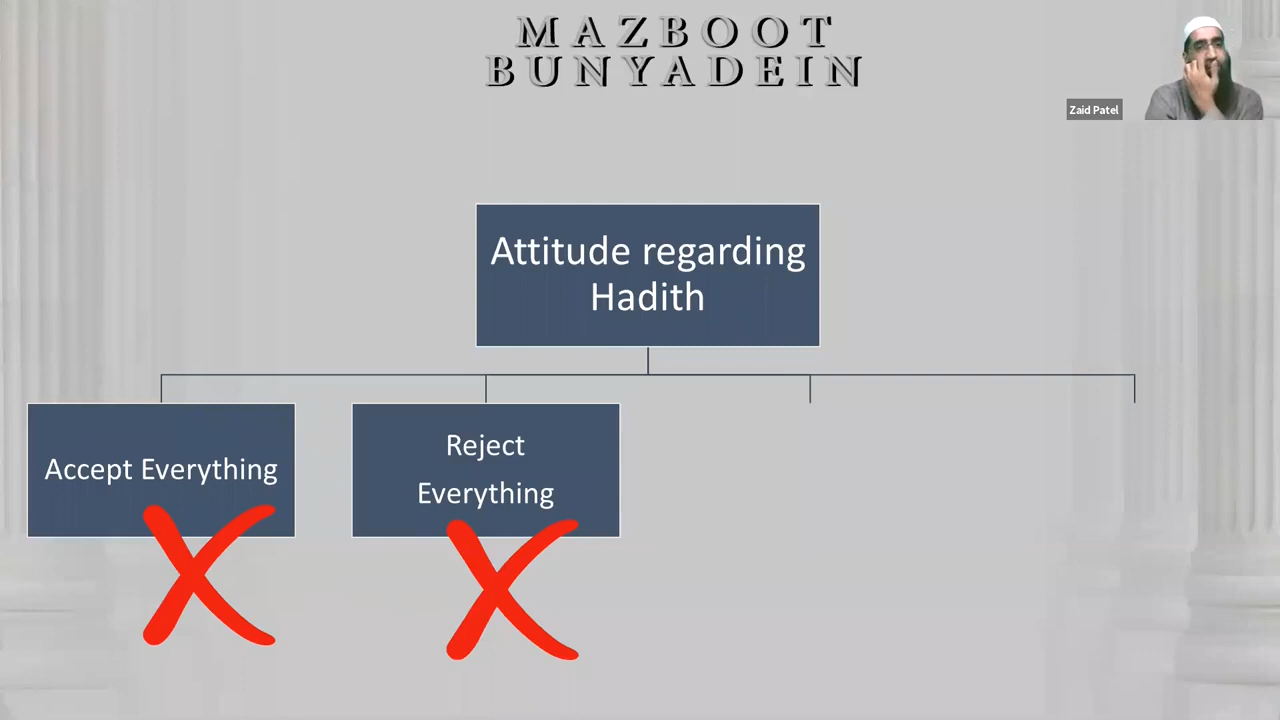 MAZBOOT
BUNYADEIN
Zaid Patel
Attitude regarding
Hadith
Accept Everything
Reject
Everything